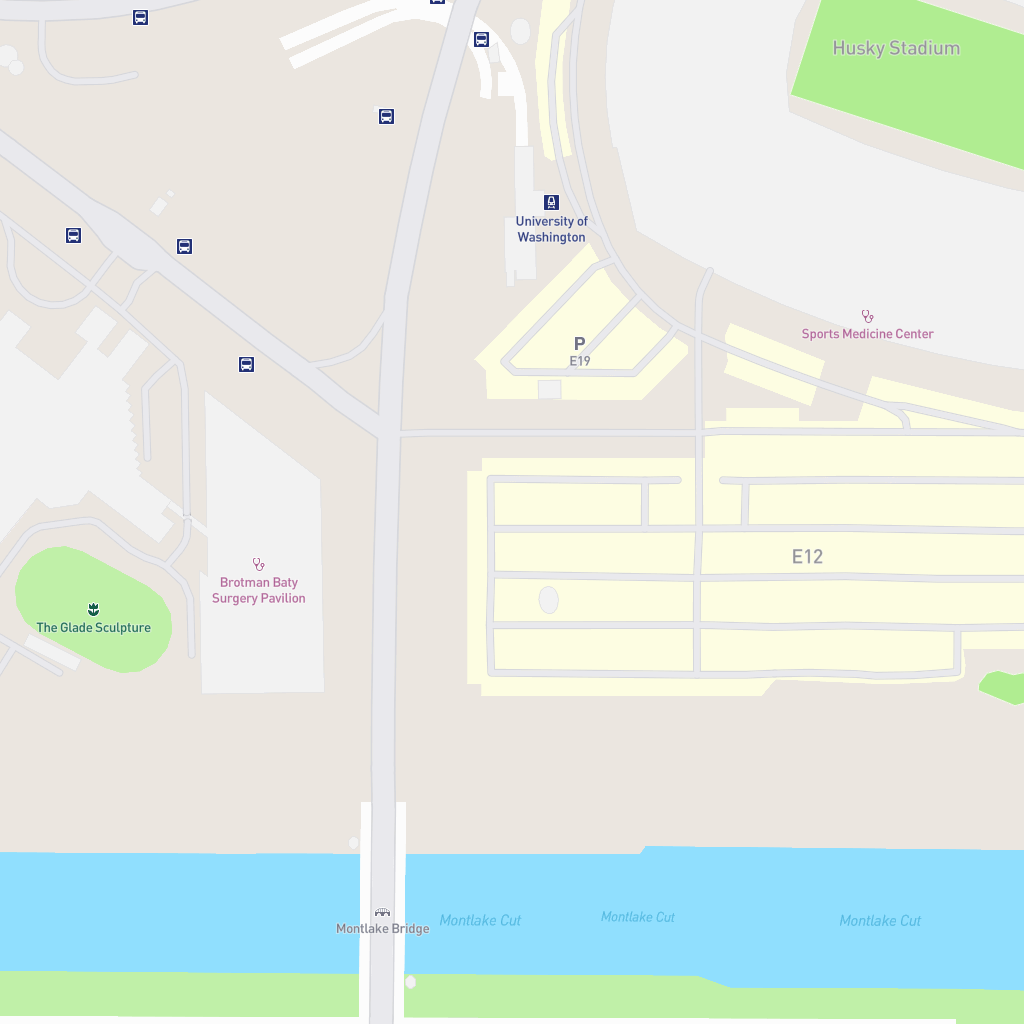 Husky Stadium
University of
Washington
Sports Medicine Center
P
E19
E12
Brotman Baty
Surgery Pavilion
The Glade Sculpture
Montlake Bridge
Montlake Cut
Montlake Cut
Montlake Cut